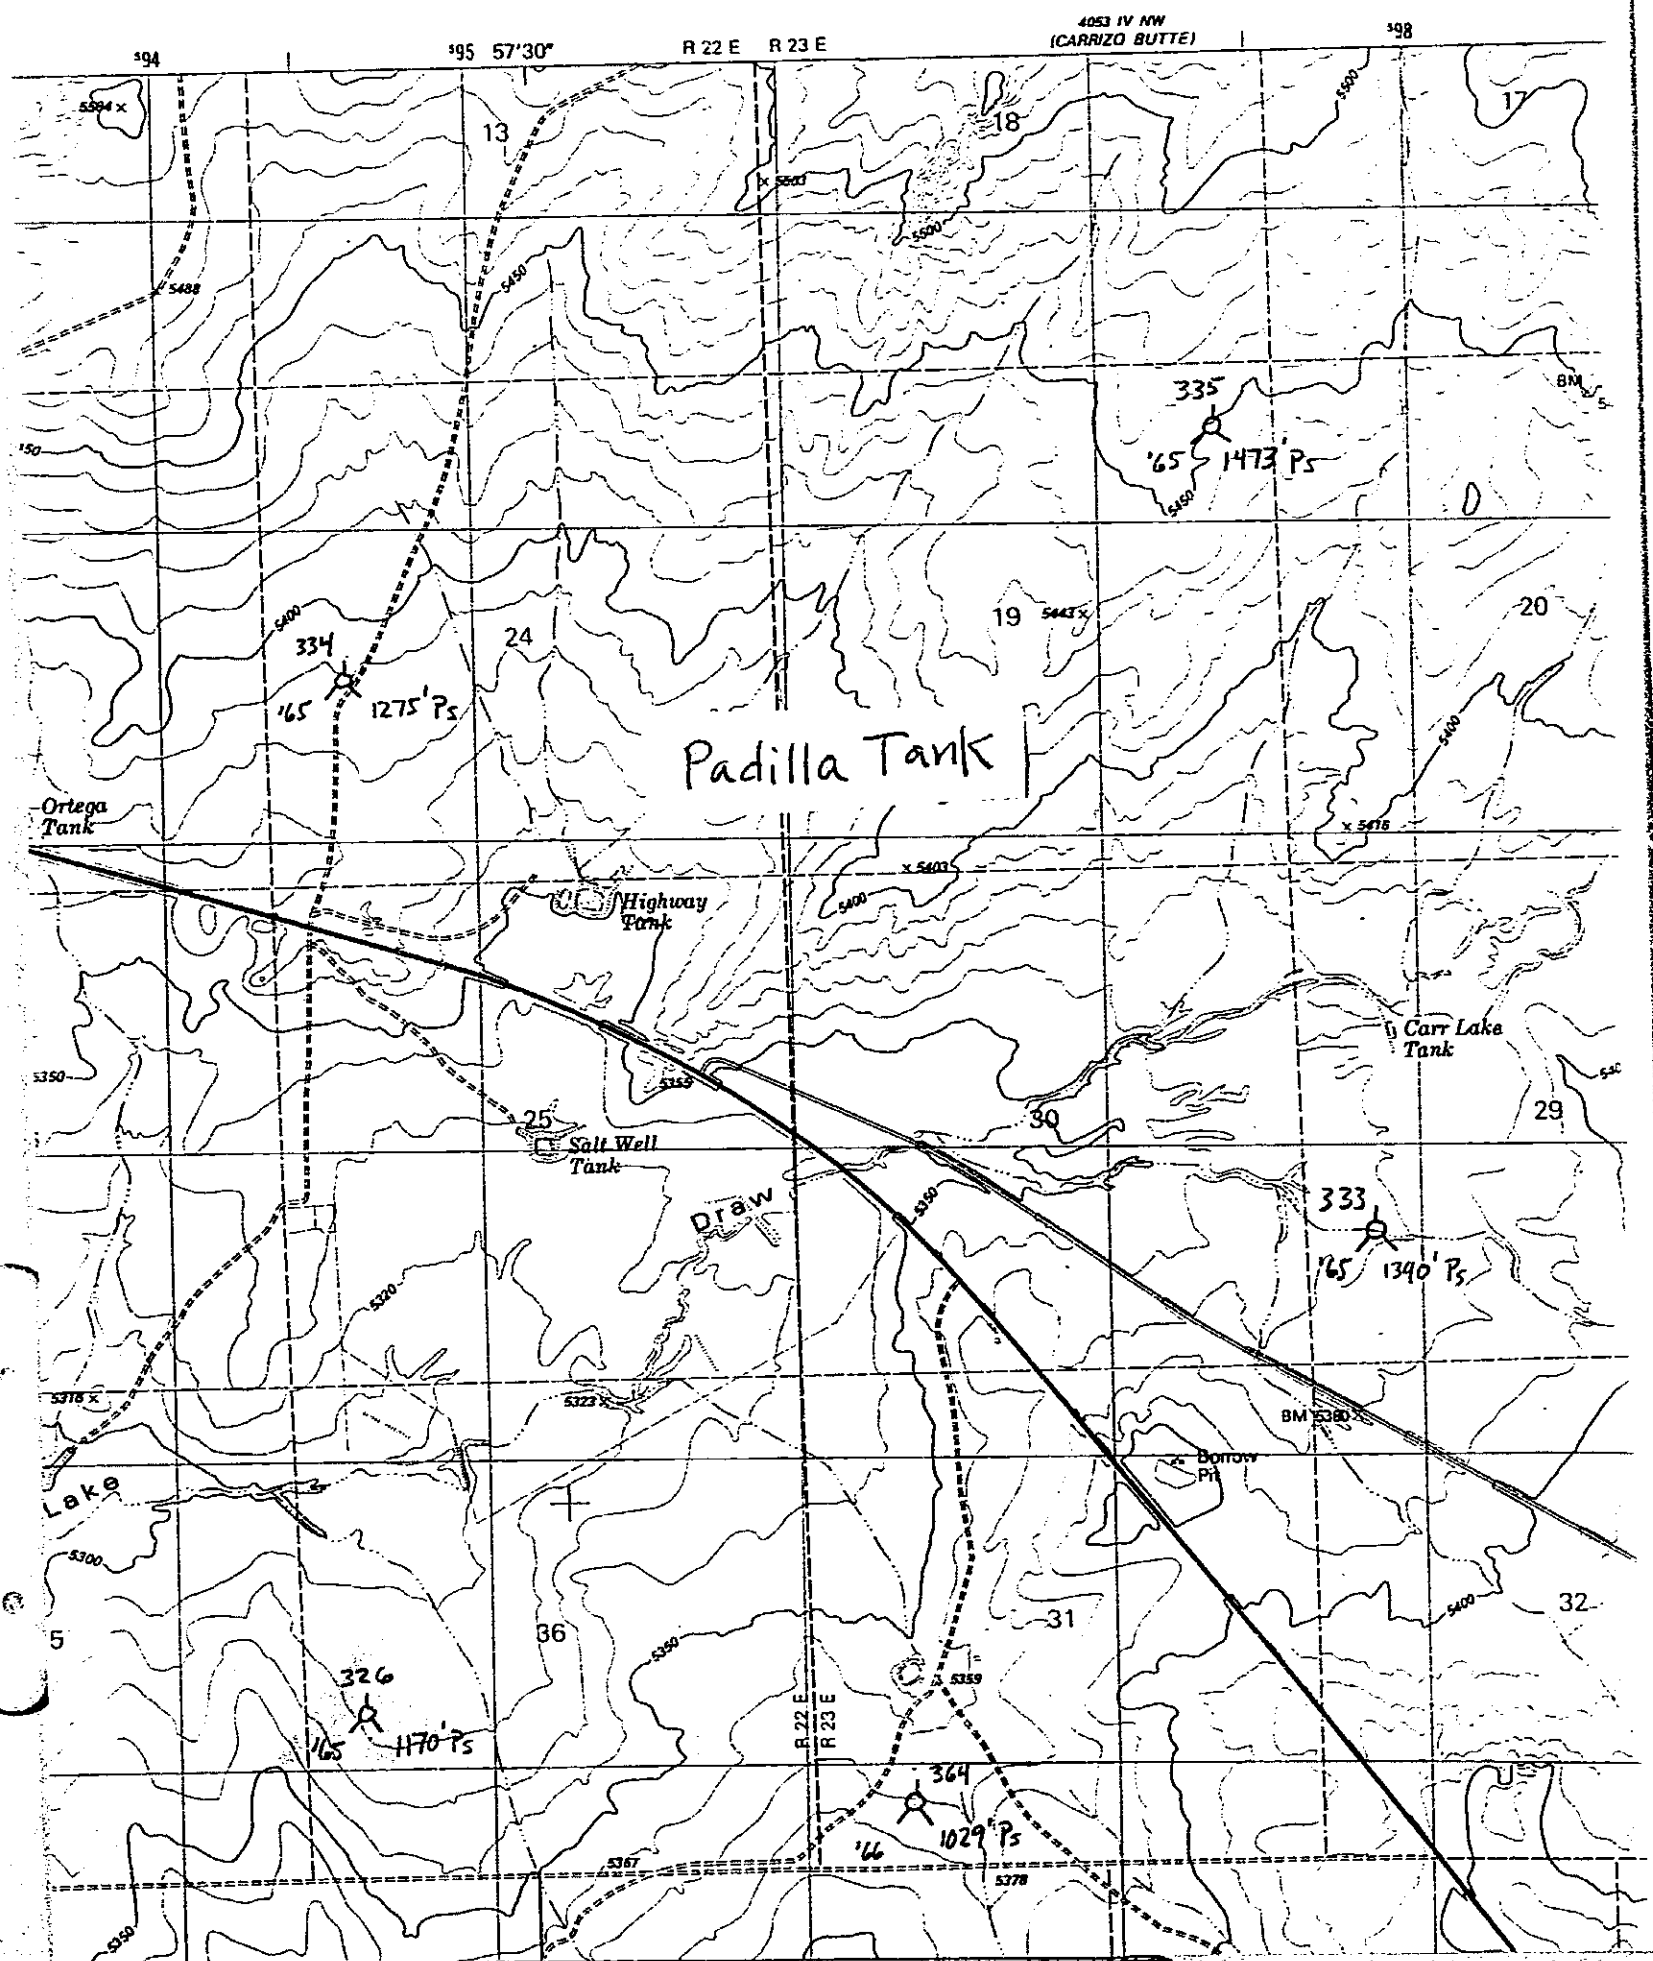 4053 IV NW
(CARRIZO BUTTE)
⁵94
⁵95 57'30"
R 22 E R 23 E
⁵98
5504 ×
13
18
17
5500
× 5503
5500
5488
5450
335
BM
'65 1473' Ps
5450
5400
334
24
19 5443 ×
20
'65 1275' Ps
5400
Padilla Tank
Ortega
Tank
× 5415
× 5403
5400
Highway
Tank
Carr Lake
Tank
5350
5355
25
30
29
Salt Well
Tank
Draw
5350
333
'65 1390' Ps
5320
5316 ×
5323 ×
BM 5380 ×
Borrow
Pit
Lake
5300
5400
5
36
31
32
5350
326
5359
'65 1170' Ps
R 22 E
R 23 E
364
'66 1029' Ps
5367
5378
5350